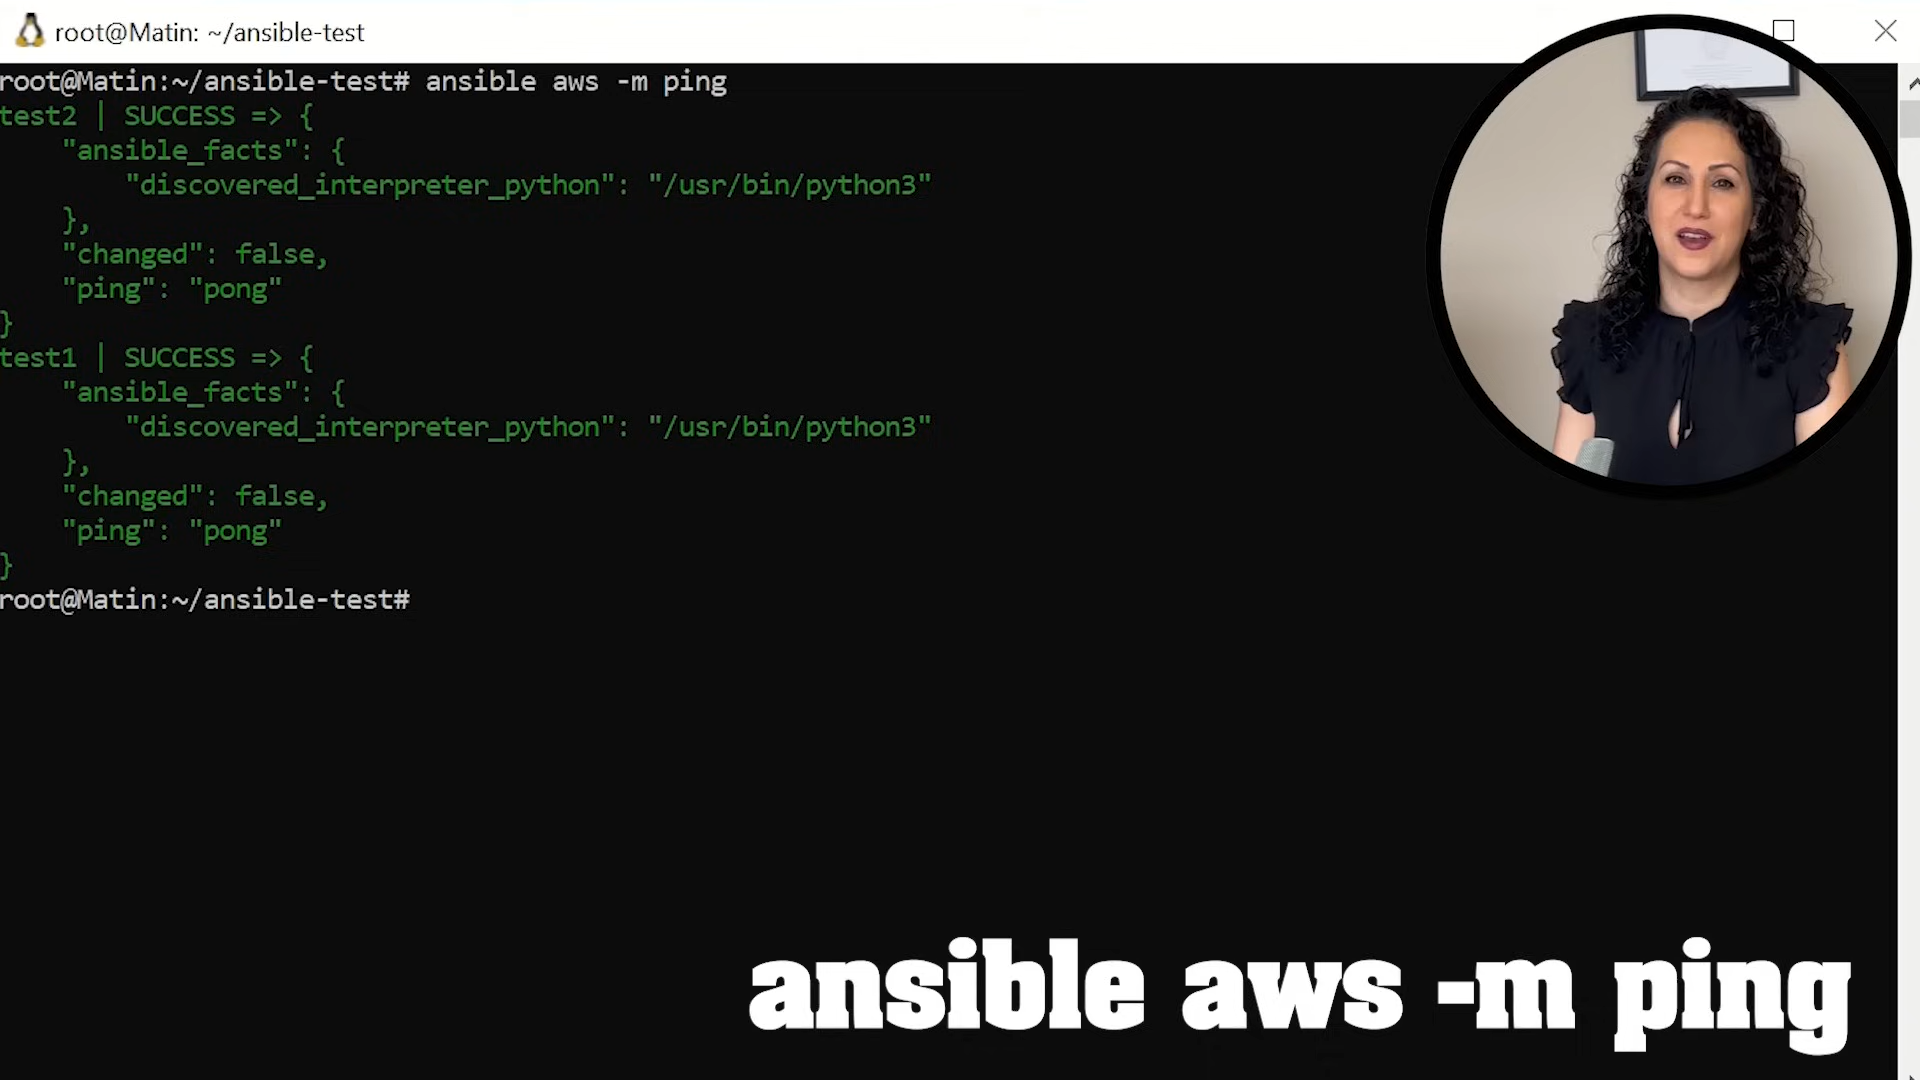 root@Matin: ~/ansible-test
root@Matin:~/ansible-test# ansible aws -m ping
test2 | SUCCESS => {
    "ansible_facts": {
        "discovered_interpreter_python": "/usr/bin/python3"
    },
    "changed": false,
    "ping": "pong"
}
test1 | SUCCESS => {
    "ansible_facts": {
        "discovered_interpreter_python": "/usr/bin/python3"
    },
    "changed": false,
    "ping": "pong"
}
root@Matin:~/ansible-test#
ansible aws -m ping